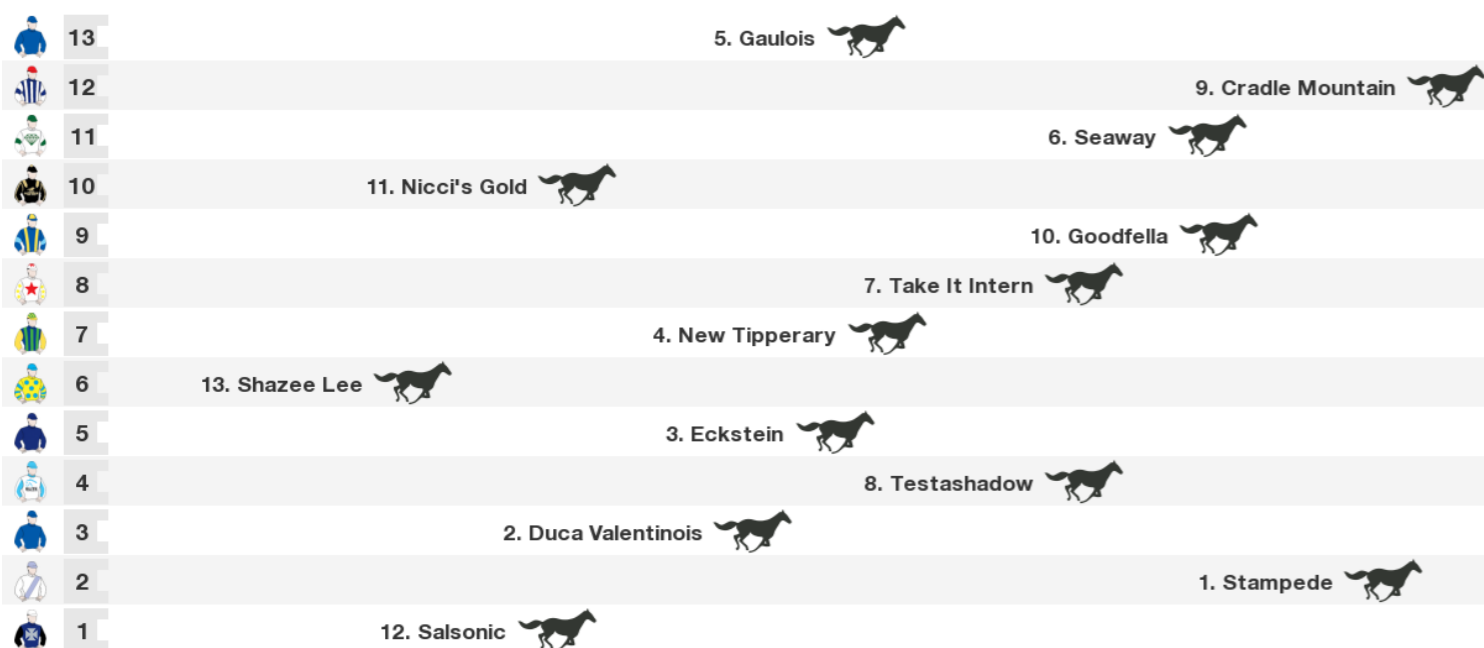 13 5. Gaulois
12 9. Cradle Mountain
11 6. Seaway
10 11. Nicci's Gold
9 10. Goodfella
8 7. Take It Intern
7 4. New Tipperary
6 13. Shazee Lee
5 3. Eckstein
4 8. Testashadow
3 2. Duca Valentinois
2 1. Stampede
1 12. Salsonic